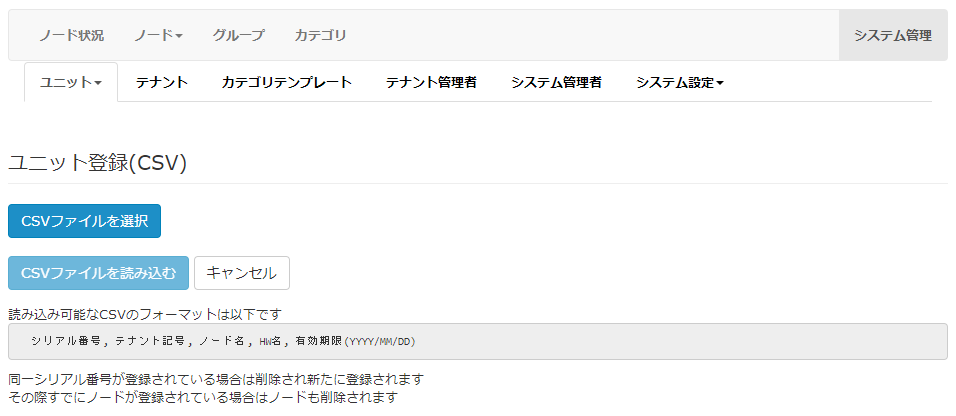 ノード状況 ノード グループ カテゴリ システム管理
ユニット テナント カテゴリテンプレート テナント管理者 システム管理者 システム設定
ユニット登録(CSV)
CSVファイルを選択
CSVファイルを読み込む キャンセル
読み込み可能なCSVのフォーマットは以下です
シリアル番号, テナント記号, ノード名, HW名, 有効期限(YYYY/MM/DD)
同一シリアル番号が登録されている場合は削除され新たに登録されます
その際すでにノードが登録されている場合はノードも削除されます